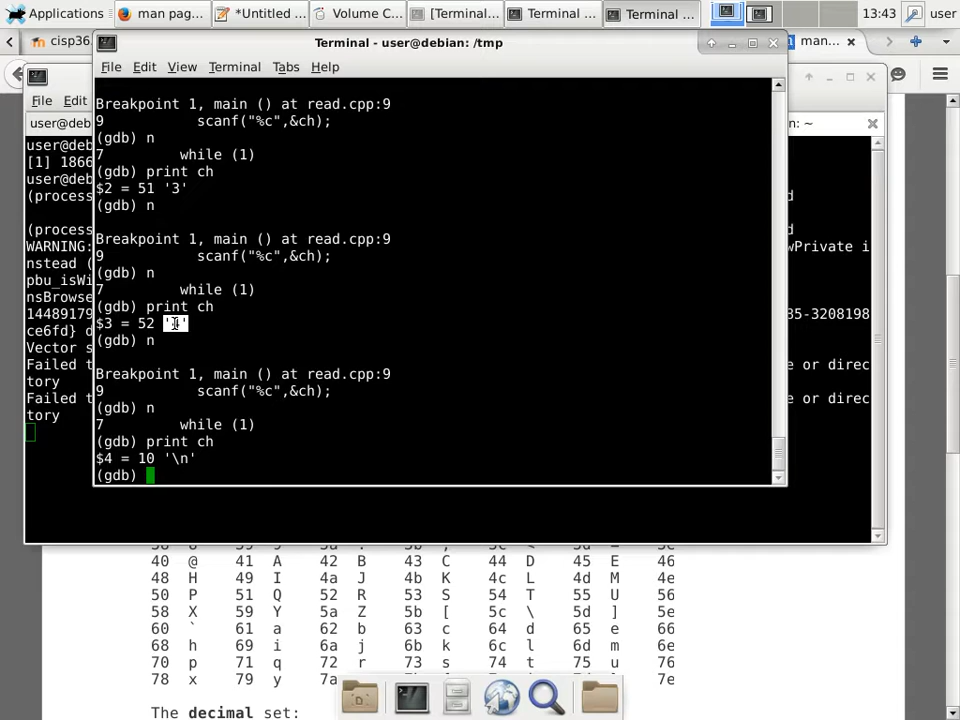 Applications
man pag...
*Untitled ...
Volume C...
[Terminal...
Terminal ...
Terminal ...
13:43
user
cisp36
man...
Terminal - user@debian: /tmp
File Edit View Terminal Tabs Help
Breakpoint 1, main () at read.cpp:9
9 scanf("%c",&ch);
(gdb) n
7 while (1)
(gdb) print ch
$2 = 51 '3'
(gdb) n
Breakpoint 1, main () at read.cpp:9
9 scanf("%c",&ch);
(gdb) n
7 while (1)
(gdb) print ch
$3 = 52 '4'
(gdb) n
Breakpoint 1, main () at read.cpp:9
9 scanf("%c",&ch);
(gdb) n
7 while (1)
(gdb) print ch
$4 = 10 '\n'
(gdb)
File Edit
user@deb
n: ~
user@deb
[1] 1866
user@deb
(process
d
(process
d
WARNING:
ewPrivate i
nstead (
pbu_isWi
nsBrowse
14489179
85-3208198
ce6fd} d
Vector s
Failed t
e or direc
tory
Failed t
e or direc
tory
40 @ 41 A 42 B 43 C 44 D 45 E 46
48 H 49 I 4a J 4b K 4c L 4d M 4e
50 P 51 Q 52 R 53 S 54 T 55 U 56
58 X 59 Y 5a Z 5b [ 5c \ 5d ] 5e
60 ` 61 a 62 b 63 c 64 d 65 e 66
68 h 69 i 6a j 6b k 6c l 6d m 6e
70 p 71 q 72 r 73 s 74 t 75 u 76
78 x 79 y 7a 7e
The decimal set: